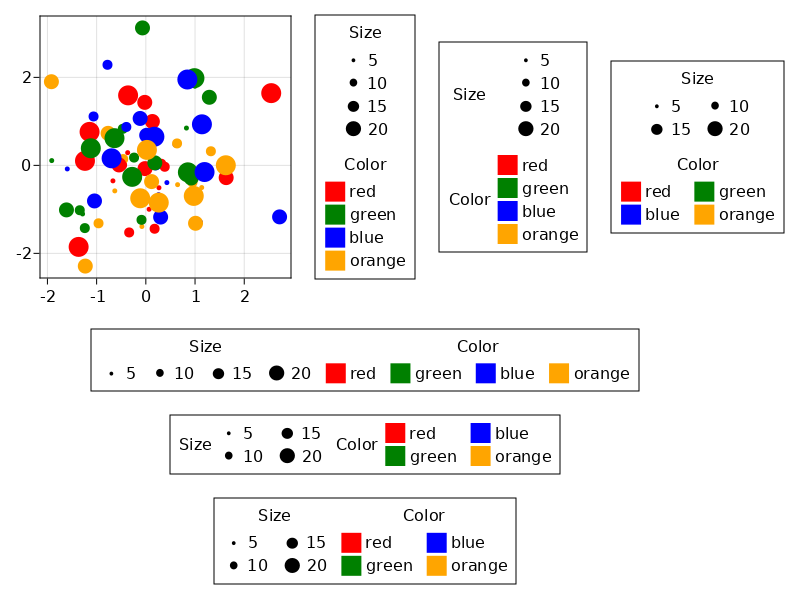 2
0
-2
-2 -1 0 1 2
Size
5
10
15
20
Color
red
green
blue
orange
Size
5
10
15
20
Color
red
green
blue
orange
Size
5 10
15 20
Color
red green
blue orange
Size Color
5 10 15 20 red green blue orange
Size 5 15 Color red blue
10 20 green orange
Size Color
5 15 red blue
10 20 green orange